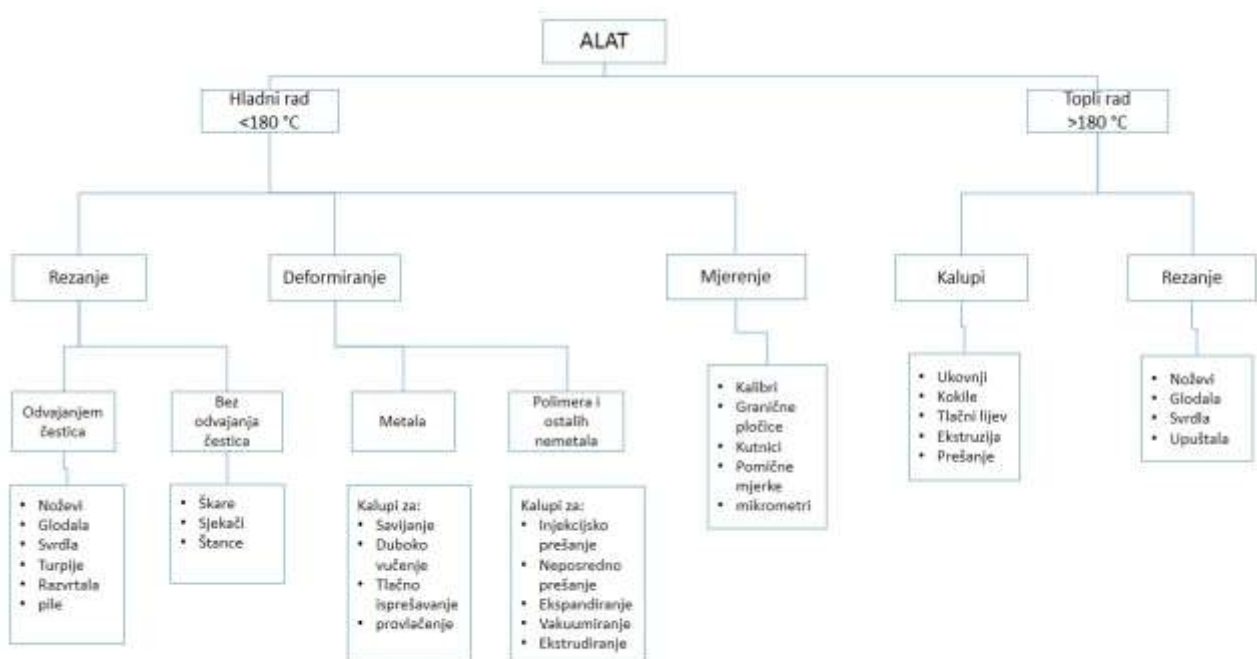 ALAT
Hladni rad
<180 °C
Topli rad
>180 °C
Rezanje
Deformiranje
Mjerenje
Kalupi
Rezanje
Odvajanjem
čestica
Bez
odvajanja
čestica
Metala
Polimera i
ostalih
nemetala
• Kalibri
• Granične
pločice
• Kutnici
• Pomične
mjerke
• mikrometri
• Ukovnji
• Kokile
• Tlačni lijev
• Ekstruzija
• Prešanje
• Noževi
• Glodala
• Svrdla
• Upuštala
• Noževi
• Glodala
• Svrdla
• Turpije
• Razvrtala
• pile
• Škare
• Sjekači
• Štance
Kalupi za:
• Savijanje
• Duboko
vučenje
• Tlačno
isprešavanje
• provlačenje
Kalupi za:
• Injekcijsko
prešanje
• Neposredno
prešanje
• Ekspandiranje
• Vakuumiranje
• Ekstrudiranje